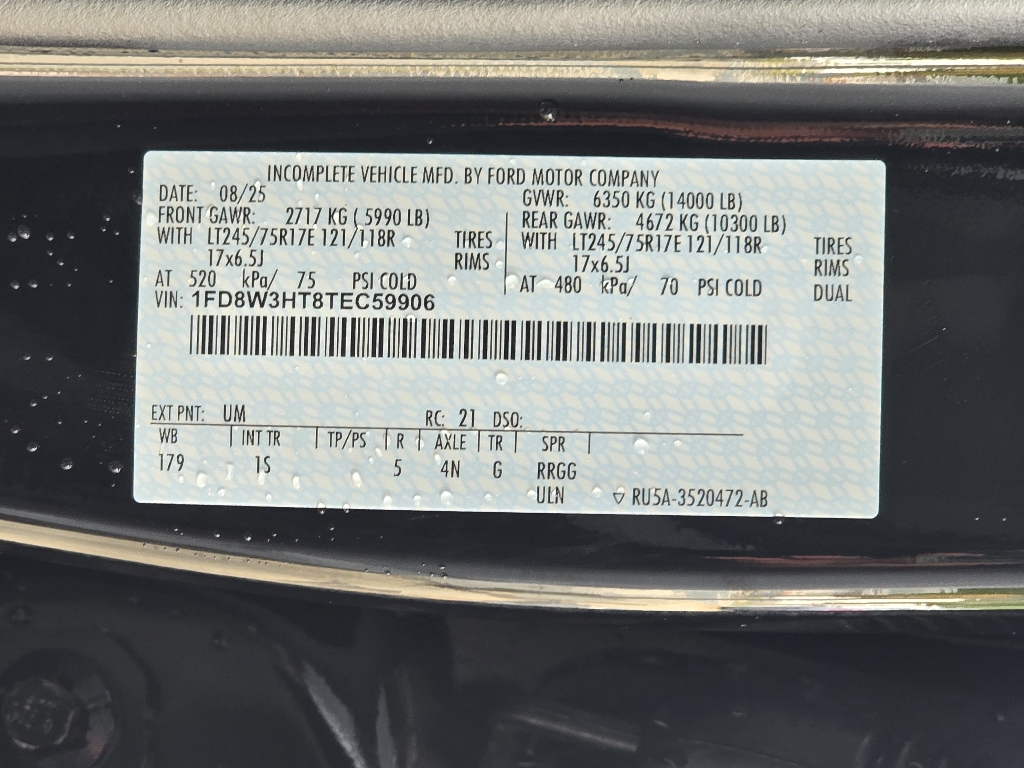 INCOMPLETE VEHICLE MFD. BY FORD MOTOR COMPANY
DATE: 08/25 GVWR: 6350 KG (14000 LB)
FRONT GAWR: 2717 KG ( 5990 LB) REAR GAWR: 4672 KG (10300 LB)
WITH LT245/75R17E 121/118R TIRES WITH LT245/75R17E 121/118R TIRES
17x6.5J RIMS 17x6.5J RIMS
AT 520 kPa/ 75 PSI COLD AT 480 kPa/ 70 PSI COLD DUAL
VIN: 1FD8W3HT8TEC59906
EXT PNT: UM RC: 21 DSO:
WB INT TR TP/PS R AXLE TR SPR
179 1S 5 4N G RRGG
ULN ▽ RU5A-3520472-AB